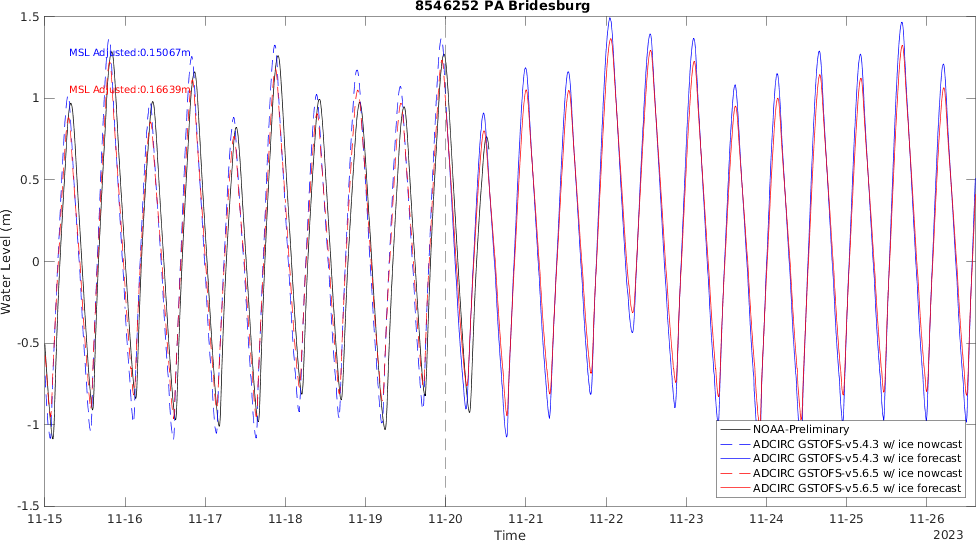 8546252 PA Bridesburg
MSL Adjusted:0.15067m
MSL Adjusted:0.16639m
Water Level (m)
1.5
1
0.5
0
-0.5
-1
-1.5
NOAA-Preliminary
ADCIRC GSTOFS-v5.4.3 w/ ice nowcast
ADCIRC GSTOFS-v5.4.3 w/ ice forecast
ADCIRC GSTOFS-v5.6.5 w/ ice nowcast
ADCIRC GSTOFS-v5.6.5 w/ ice forecast
11-15 11-16 11-17 11-18 11-19 11-20 11-21 11-22 11-23 11-24 11-25 11-26
Time
2023